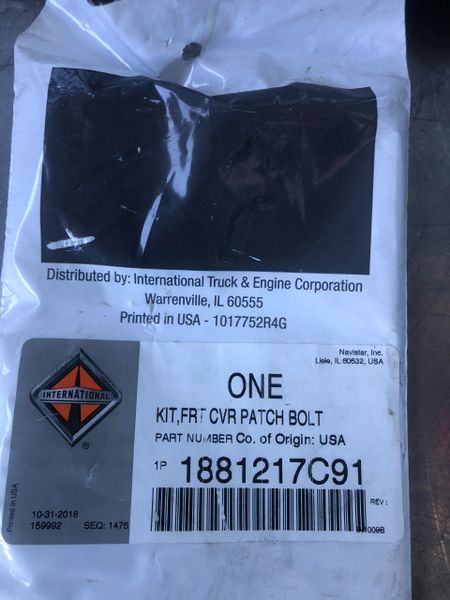 Distributed by: International Truck & Engine Corporation
Warrenville, IL 60555
Printed in USA - 1017752R4G
Navistar, Inc.
Lisle, IL 60532, USA
INTERNATIONAL
®
ONE
KIT,FRT CVR PATCH BOLT
PART NUMBER Co. of Origin: USA
1P 1881217C91
REV:
Printed in USA
10-31-2018
159992 SEQ: 1476